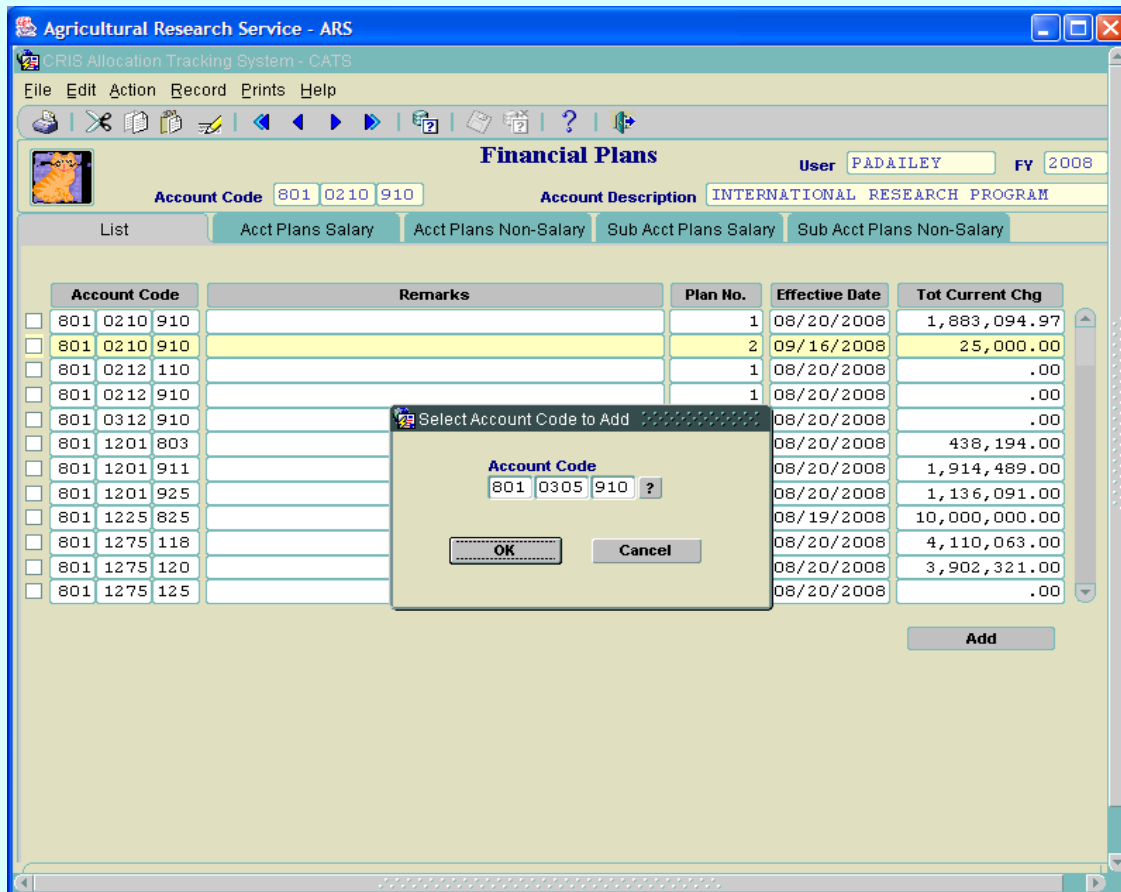 Agricultural Research Service - ARS
CRIS Allocation Tracking System - CATS
File Edit Action Record Prints Help
Financial Plans
User PADAILEY FY 2008
Account Code 801 0210 910 Account Description INTERNATIONAL RESEARCH PROGRAM
List Acct Plans Salary Acct Plans Non-Salary Sub Acct Plans Salary Sub Acct Plans Non-Salary
Account Code Remarks Plan No. Effective Date Tot Current Chg
801 0210 910 1 08/20/2008 1,883,094.97
801 0210 910 2 09/16/2008 25,000.00
801 0212 110 1 08/20/2008 .00
801 0212 910 1 08/20/2008 .00
801 0312 910 08/20/2008 .00
801 1201 803 08/20/2008 438,194.00
801 1201 911 08/20/2008 1,914,489.00
801 1201 925 08/20/2008 1,136,091.00
801 1225 825 08/19/2008 10,000,000.00
801 1275 118 08/20/2008 4,110,063.00
801 1275 120 08/20/2008 3,902,321.00
801 1275 125 08/20/2008 .00
Select Account Code to Add
Account Code
801 0305 910 ?
OK Cancel
Add